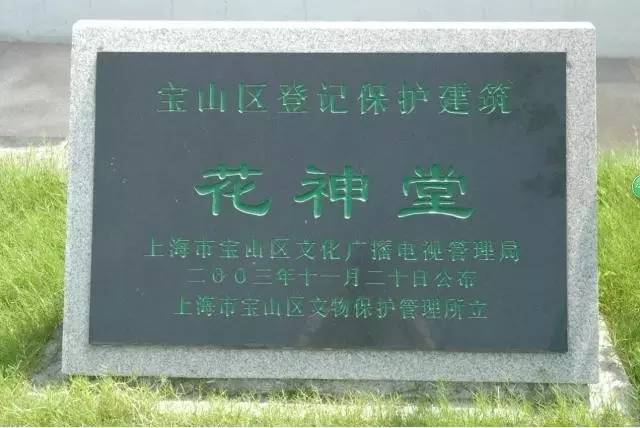 宝山区登记保护建筑
花神堂
上海市宝山区文化广播电视管理局
二〇〇三年十一月二十日公布
上海市宝山区文物保护管理所立